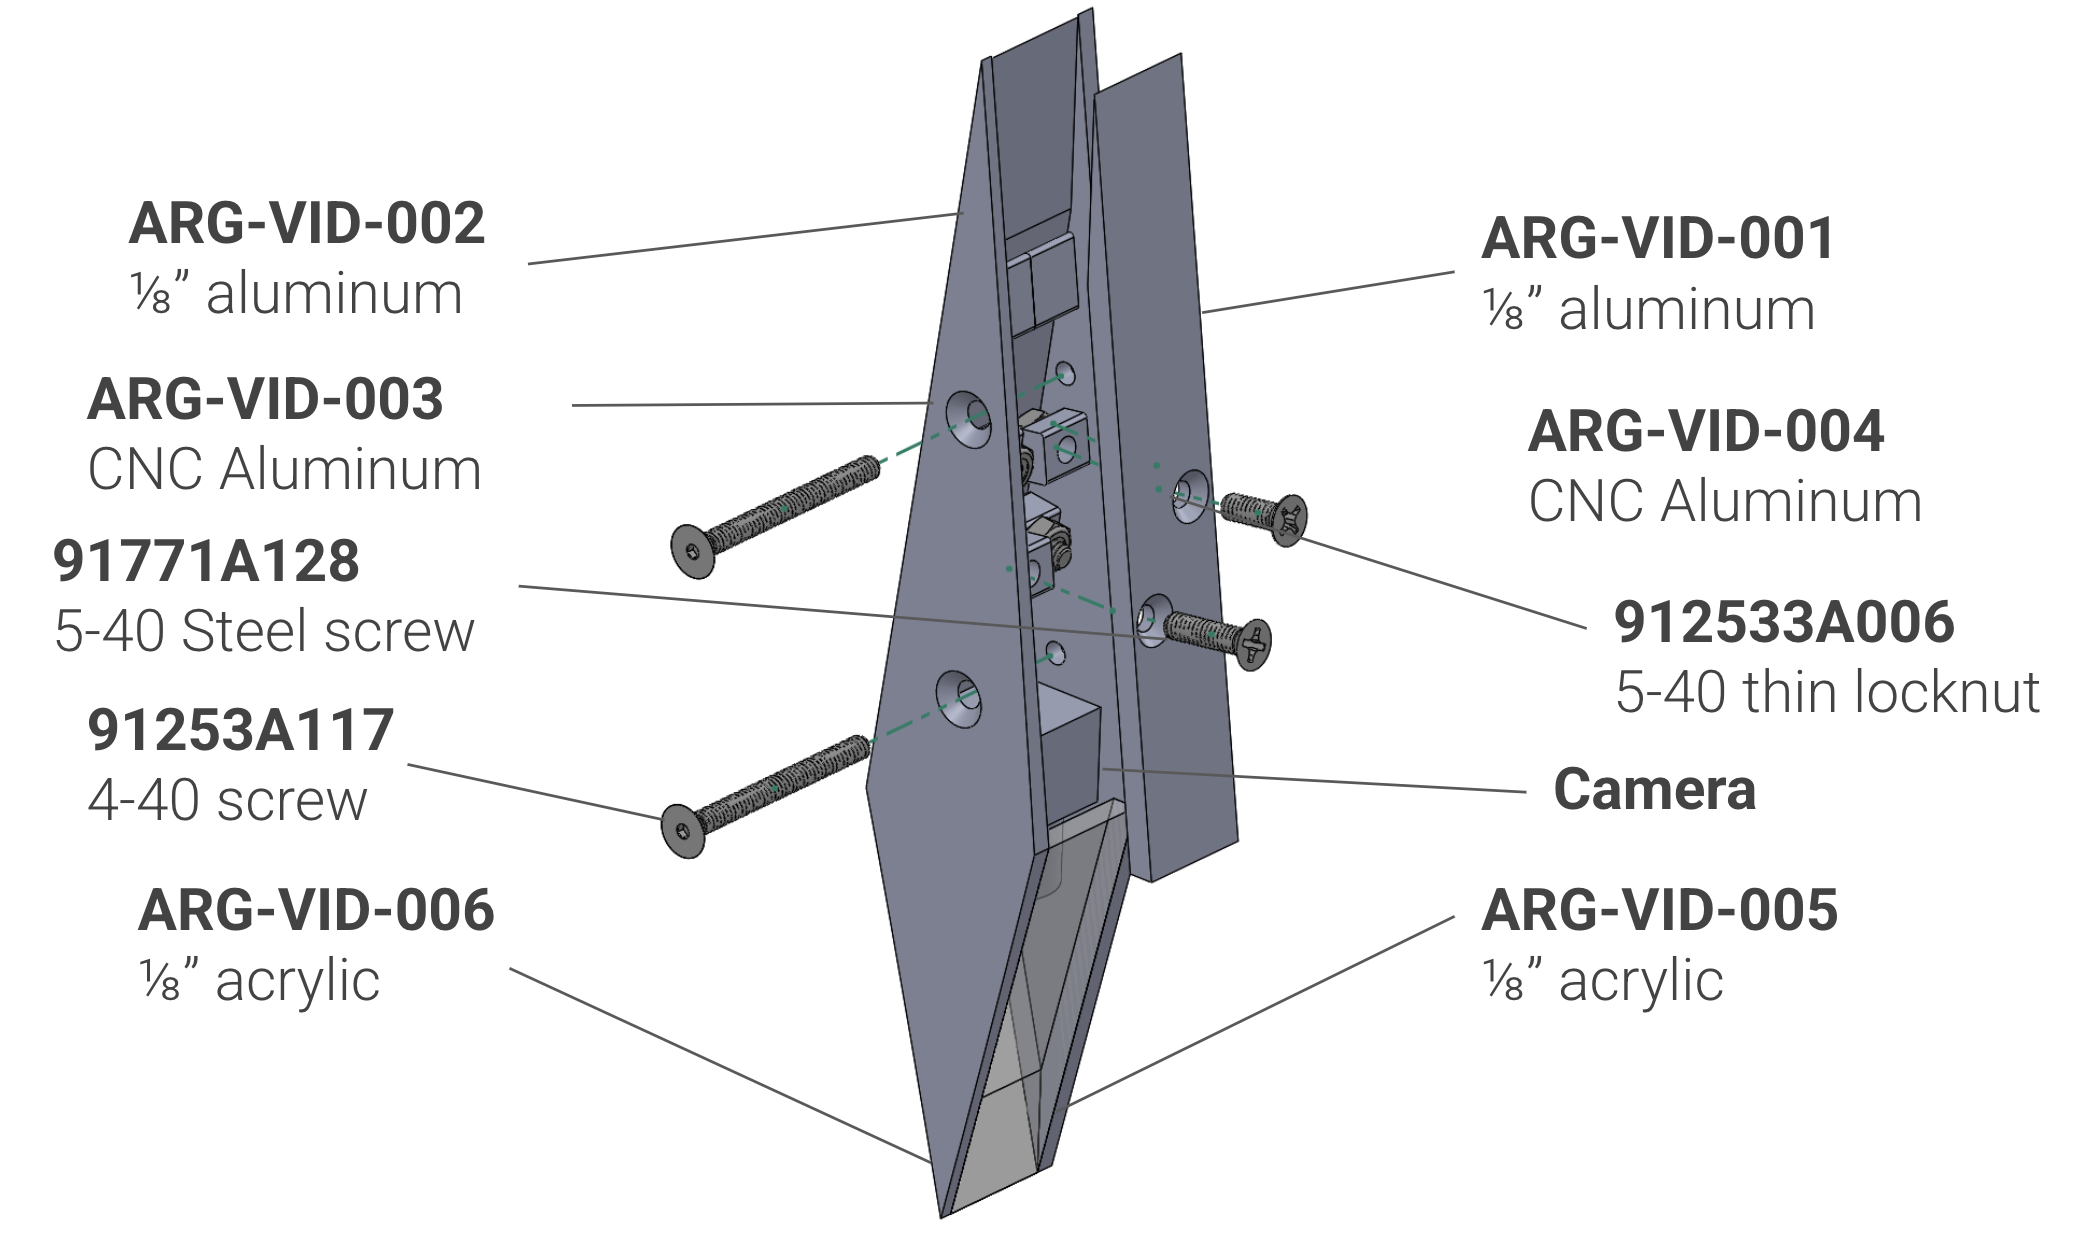 ARG-VID-002
⅛” aluminum
ARG-VID-003
CNC Aluminum
91771A128
5-40 Steel screw
91253A117
4-40 screw
ARG-VID-006
⅛” acrylic
ARG-VID-001
⅛” aluminum
ARG-VID-004
CNC Aluminum
912533A006
5-40 thin locknut
Camera
ARG-VID-005
⅛” acrylic